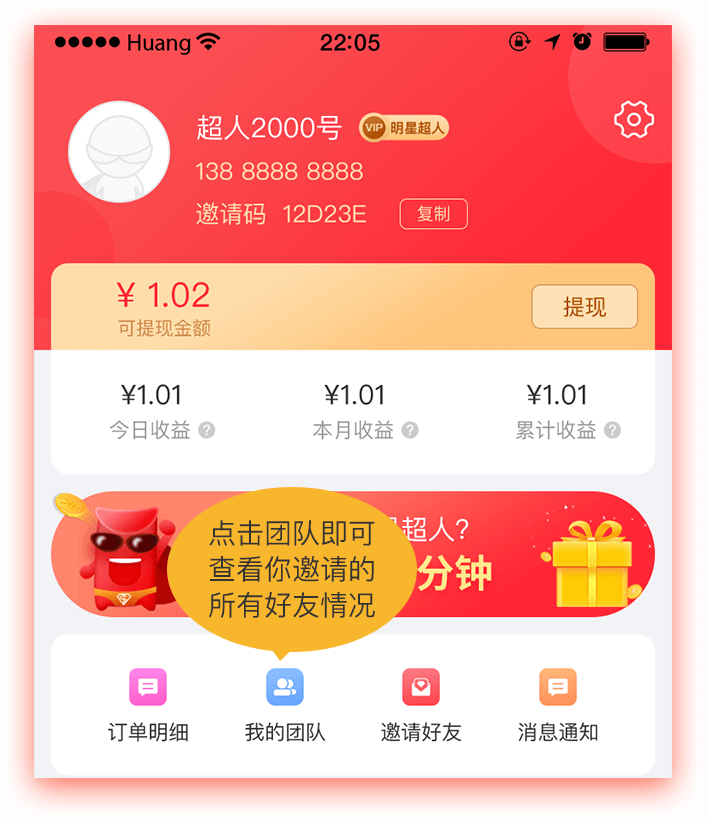 Huang
22:05
超人2000号
VIP 明星超人
138 8888 8888
邀请码 12D23E 复制
¥ 1.02
可提现金额
提现
¥1.01 ¥1.01 ¥1.01
今日收益 ? 本月收益 ? 累计收益 ?
点击团队即可
查看你邀请的
所有好友情况
超人?
分钟
订单明细 我的团队 邀请好友 消息通知